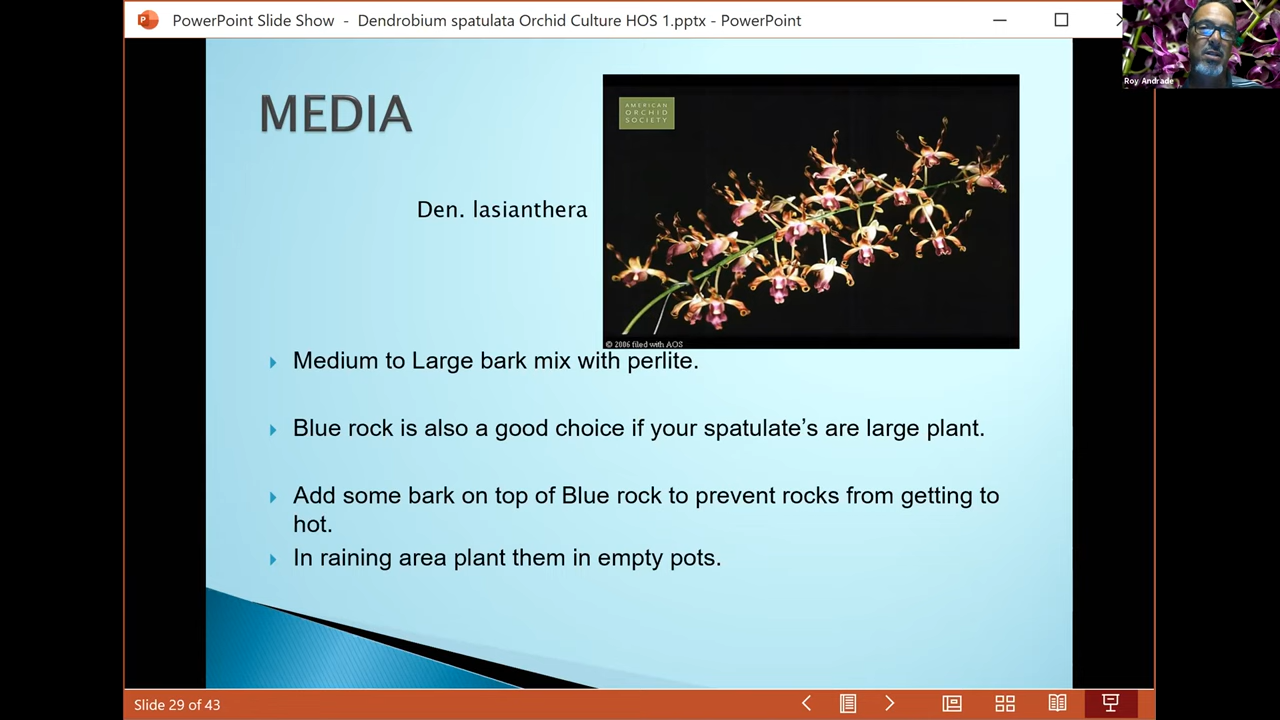 PowerPoint Slide Show - Dendrobium spatulata Orchid Culture HOS 1.pptx - PowerPoint
Roy Andrade
MEDIA
AMERICAN
ORCHID
SOCIETY
Den. lasianthera
© 2006 filed with AOS
Medium to Large bark mix with perlite.
Blue rock is also a good choice if your spatulate's are large plant.
Add some bark on top of Blue rock to prevent rocks from getting to
hot.
In raining area plant them in empty pots.
Slide 29 of 43